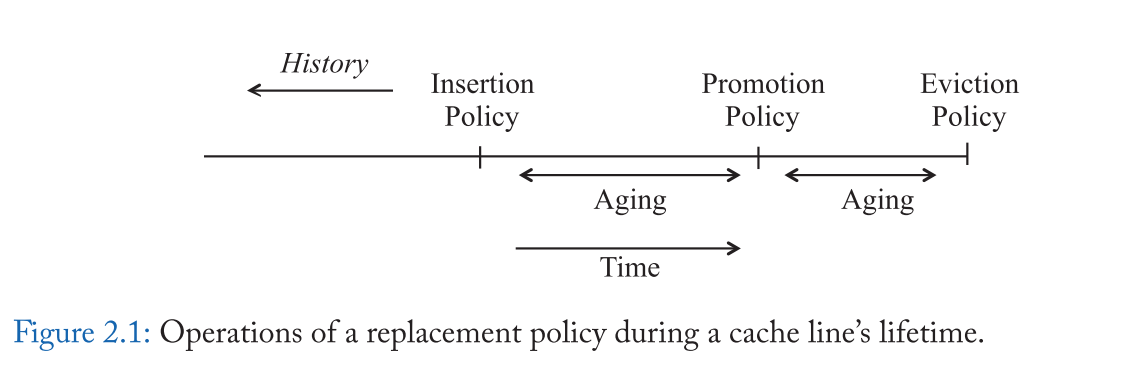 History
Insertion
Policy
Promotion
Policy
Eviction
Policy
Aging
Aging
Time
Figure 2.1: Operations of a replacement policy during a cache line’s lifetime.